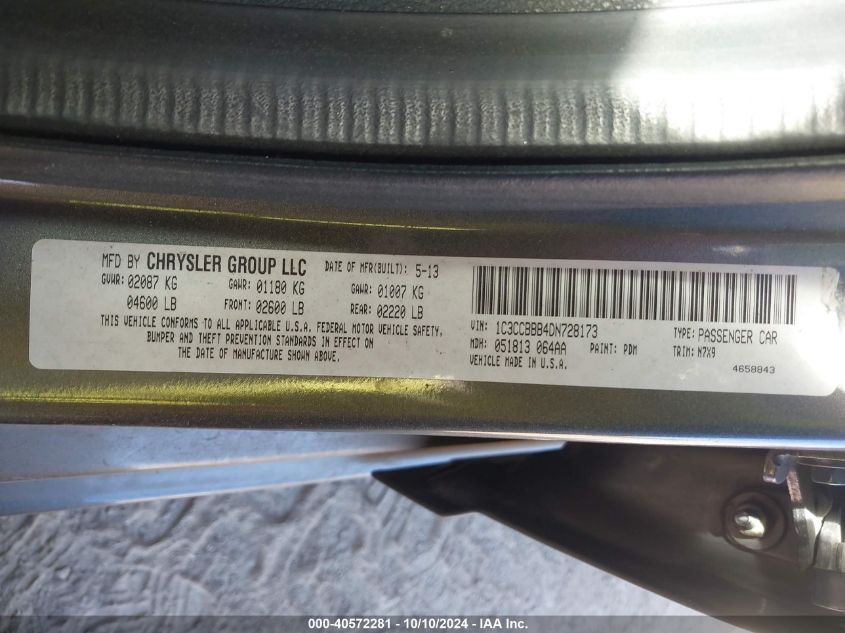 MFD BY CHRYSLER GROUP LLC DATE OF MFR(BUILT): 5-13
GVWR: 02087 KG GAWR: 01180 KG GAWR: 01007 KG
04600 LB FRONT: 02600 LB REAR: 02220 LB
THIS VEHICLE CONFORMS TO ALL APPLICABLE U.S.A. FEDERAL MOTOR VEHICLE SAFETY,
BUMPER AND THEFT PREVENTION STANDARDS IN EFFECT ON
THE DATE OF MANUFACTURE SHOWN ABOVE.
VIN: 1C3CCBBB4DN728173 TYPE: PASSENGER CAR
MDH: 051813 064AA PAINT: PDM TRIM: M7X9
VEHICLE MADE IN U.S.A.
4658843
000-40572281 - 10/10/2024 - IAA Inc.